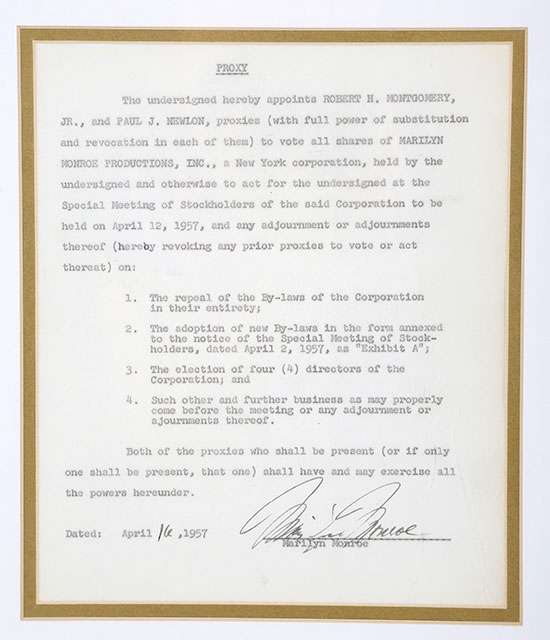 PROXY
The undersigned hereby appoints ROBERT H. MONTGOMERY,
JR., and PAUL J. NEWLON, proxies (with full power of substitution
and revocation in each of them) to vote all shares of MARILYN
MONROE PRODUCTIONS, INC., a New York corporation, held by the
undersigned and otherwise to act for the undersigned at the
Special Meeting of Stockholders of the said Corporation to be
held on April 12, 1957, and any adjournment or adjournments
thereof (hereby revoking any prior proxies to vote or act
thereat) on:
1. The repeal of the By-laws of the Corporation
in their entirety;
2. The adoption of new By-laws in the form annexed
to the notice of the Special Meeting of Stock-
holders, dated April 2, 1957, as "Exhibit A";
3. The election of four (4) directors of the
Corporation; and
4. Such other and further business as may properly
come before the meeting or any adjournment or
ajournments thereof.
Both of the proxies who shall be present (or if only
one shall be present, that one) shall have and may exercise all
the powers hereunder.
Dated: April 16, 1957
Marilyn Monroe
Marilyn Monroe